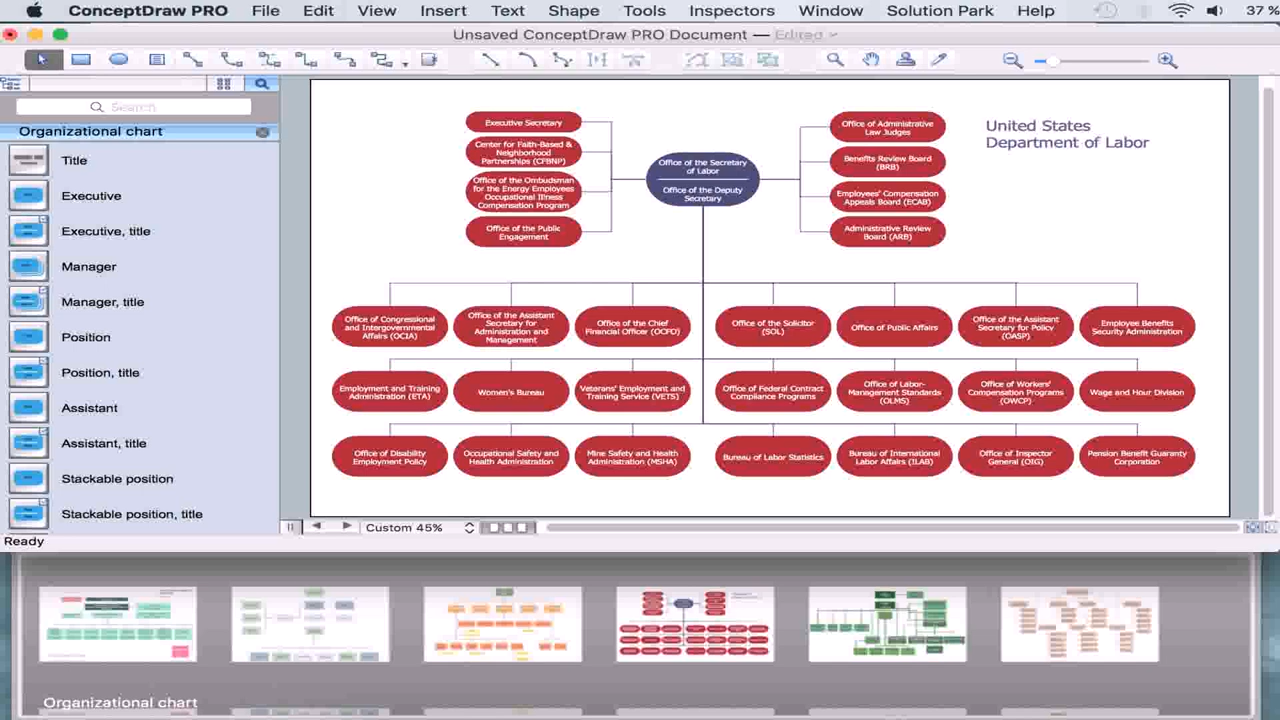 ConceptDraw PRO File Edit View Insert Text Shape Tools Inspectors Window Solution Park Help 37 %
Unsaved ConceptDraw PRO Document — Edited
Search
Organizational chart
Title
Executive
Executive, title
Manager
Manager, title
Position
Position, title
Assistant
Assistant, title
Stackable position
Stackable position, title
Executive Secretary
Center for Faith-Based &
Neighborhood
Partnerships (CFBNP)
Office of the Ombudsman
for the Energy Employees
Occupational Illness
Compensation Program
Office of the Public
Engagement
Office of the Secretary
of Labor
Office of the Deputy
Secretary
Office of Administrative
Law Judges
Benefits Review Board
(BRB)
Employees' Compensation
Appeals Board (ECAB)
Administrative Review
Board (ARB)
United States
Department of Labor
Office of Congressional
and Intergovernmental
Affairs (OCIA)
Office of the Assistant
Secretary for
Administration and
Management
Office of the Chief
Financial Officer (OCFO)
Office of the Solicitor
(SOL)
Office of Public Affairs
Office of the Assistant
Secretary for Policy
(OASP)
Employee Benefits
Security Administration
Employment and Training
Administration (ETA)
Women's Bureau
Veterans' Employment and
Training Service (VETS)
Office of Federal Contract
Compliance Programs
Office of Labor-
Management Standards
(OLMS)
Office of Workers'
Compensation Programs
(OWCP)
Wage and Hour Division
Office of Disability
Employment Policy
Occupational Safety and
Health Administration
Mine Safety and Health
Administration (MSHA)
Bureau of Labor Statistics
Bureau of International
Labor Affairs (ILAB)
Office of Inspector
General (OIG)
Pension Benefit Guaranty
Corporation
Custom 45%
Ready
Organizational chart